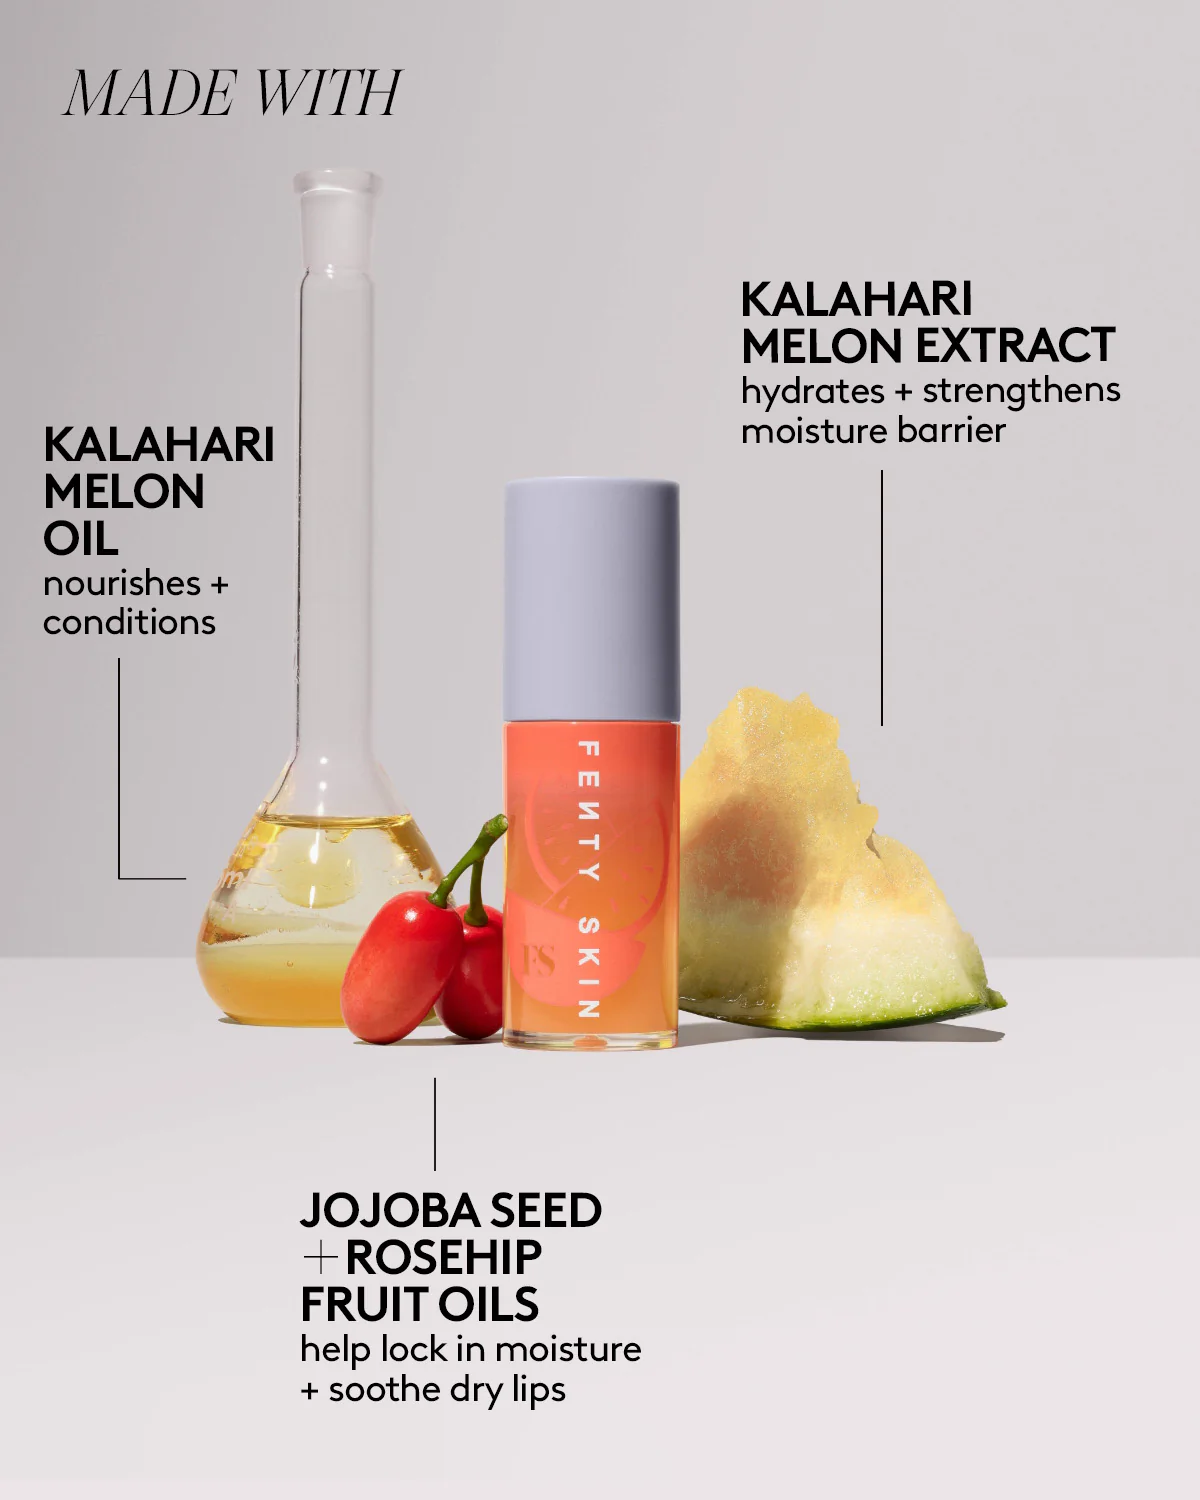 MADE WITH
KALAHARI
MELON EXTRACT
hydrates + strengthens
moisture barrier
KALAHARI
MELON
OIL
nourishes +
conditions
FEИTY SKIN
FS
JOJOBA SEED
+ ROSEHIP
FRUIT OILS
help lock in moisture
+ soothe dry lips